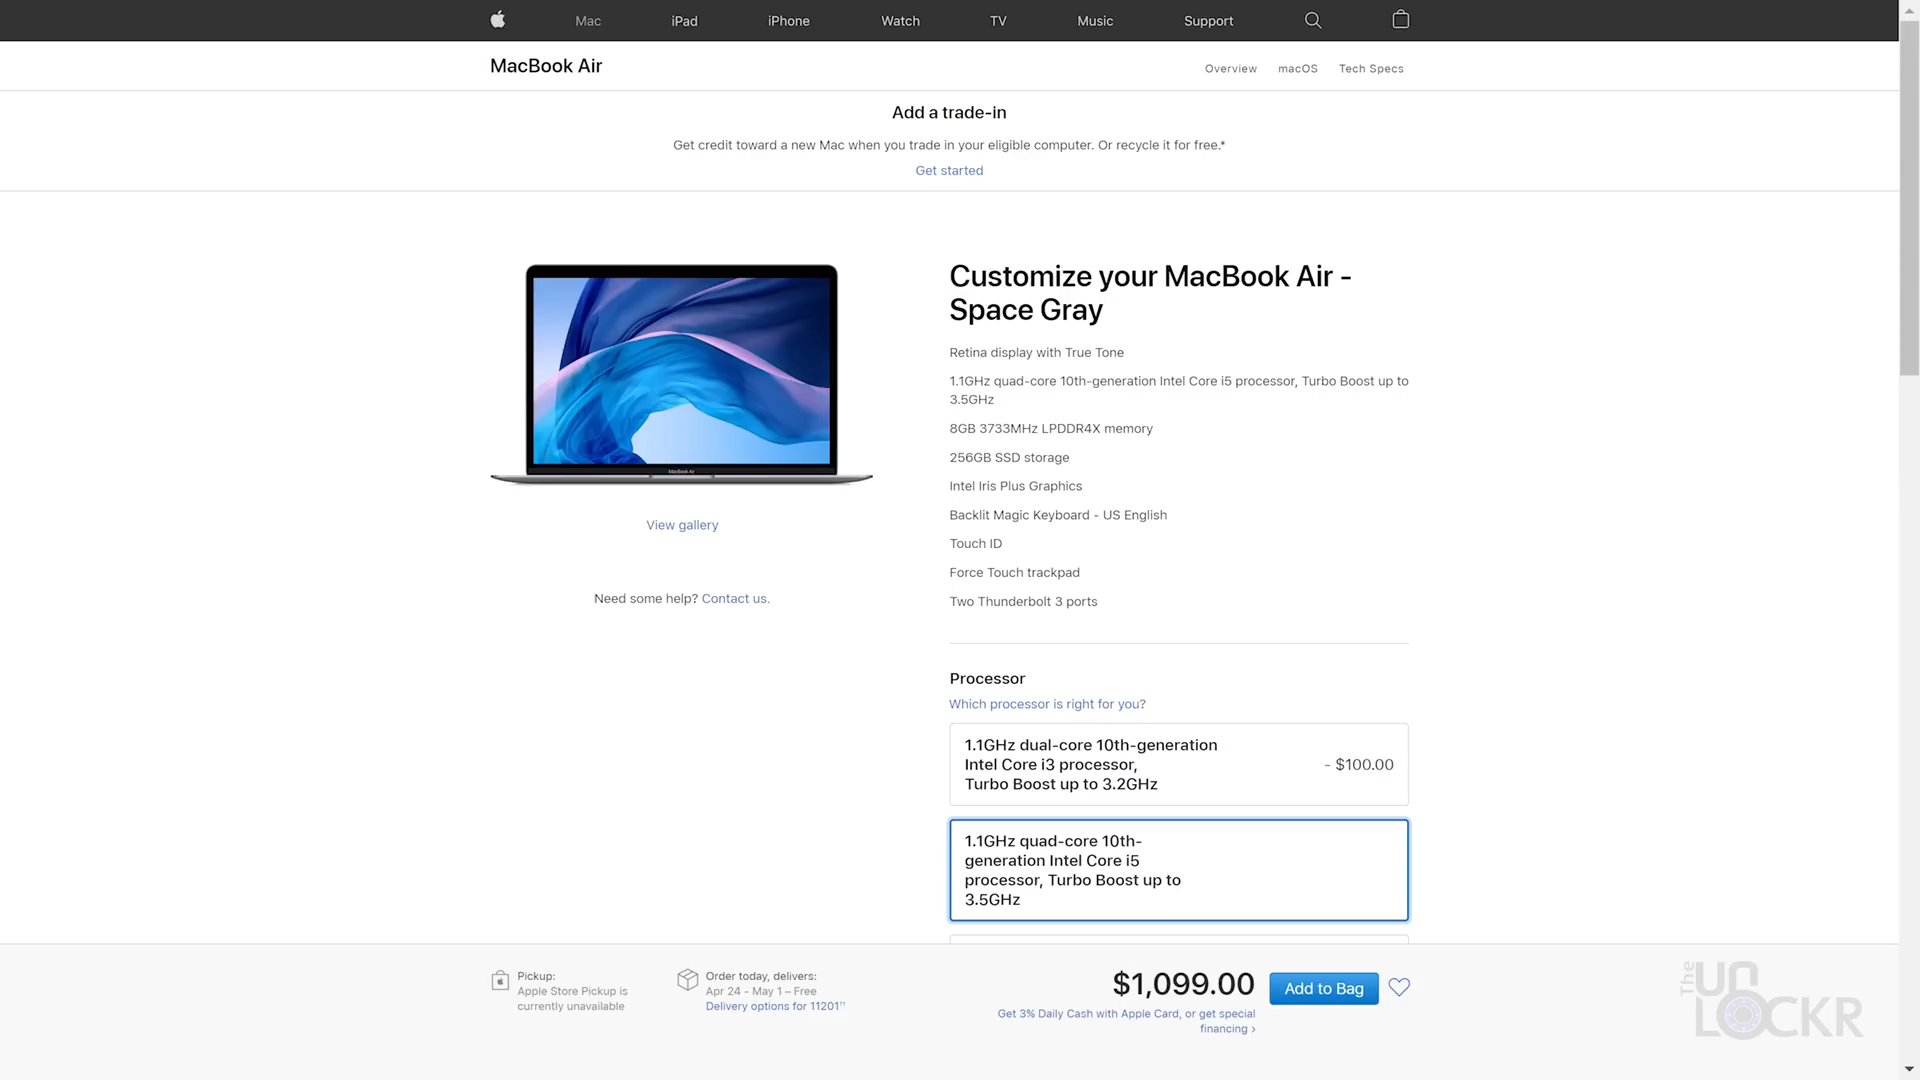 Mac
iPad
iPhone
Watch
TV
Music
Support
MacBook Air
Overview
macOS
Tech Specs
Add a trade-in
Get credit toward a new Mac when you trade in your eligible computer. Or recycle it for free.*
Get started
MacBook Air
View gallery
Need some help? Contact us.
Customize your MacBook Air -
Space Gray
Retina display with True Tone
1.1GHz quad-core 10th-generation Intel Core i5 processor, Turbo Boost up to
3.5GHz
8GB 3733MHz LPDDR4X memory
256GB SSD storage
Intel Iris Plus Graphics
Backlit Magic Keyboard - US English
Touch ID
Force Touch trackpad
Two Thunderbolt 3 ports
Processor
Which processor is right for you?
1.1GHz dual-core 10th-generation
Intel Core i3 processor,
Turbo Boost up to 3.2GHz
- $100.00
1.1GHz quad-core 10th-
generation Intel Core i5
processor, Turbo Boost up to
3.5GHz
Pickup:
Apple Store Pickup is
currently unavailable
Order today, delivers:
Apr 24 - May 1 – Free
Delivery options for 11201††
$1,099.00
Get 3% Daily Cash with Apple Card, or get special
financing ›
Add to Bag
The
UN
LOCKR